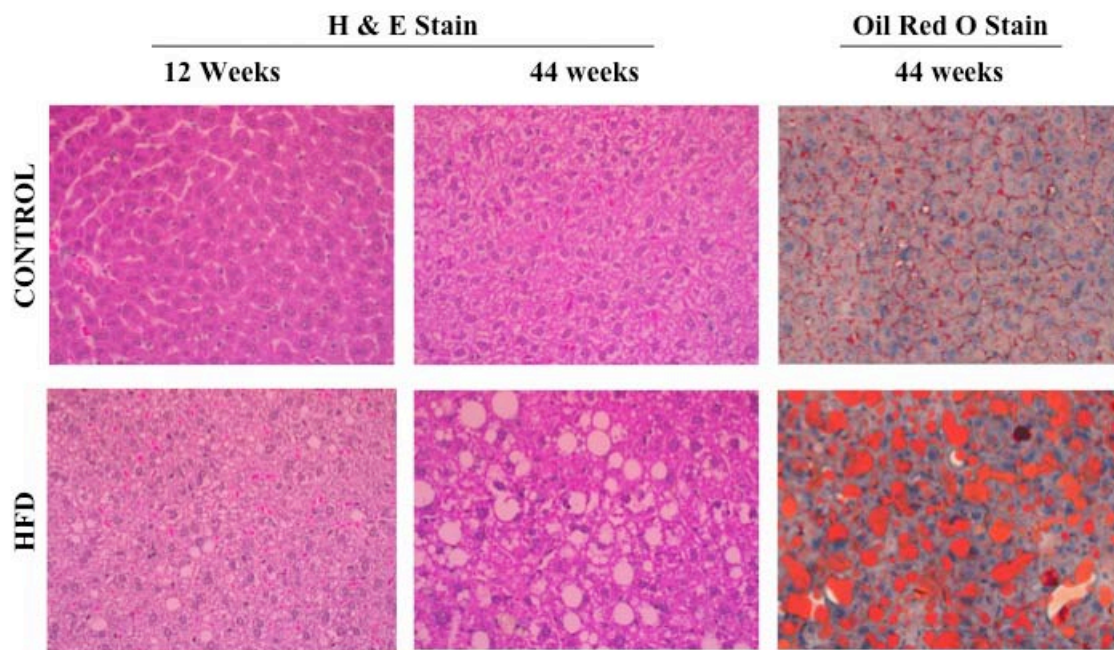 H & E Stain
Oil Red O Stain
12 Weeks
44 weeks
44 weeks
CONTROL
HFD